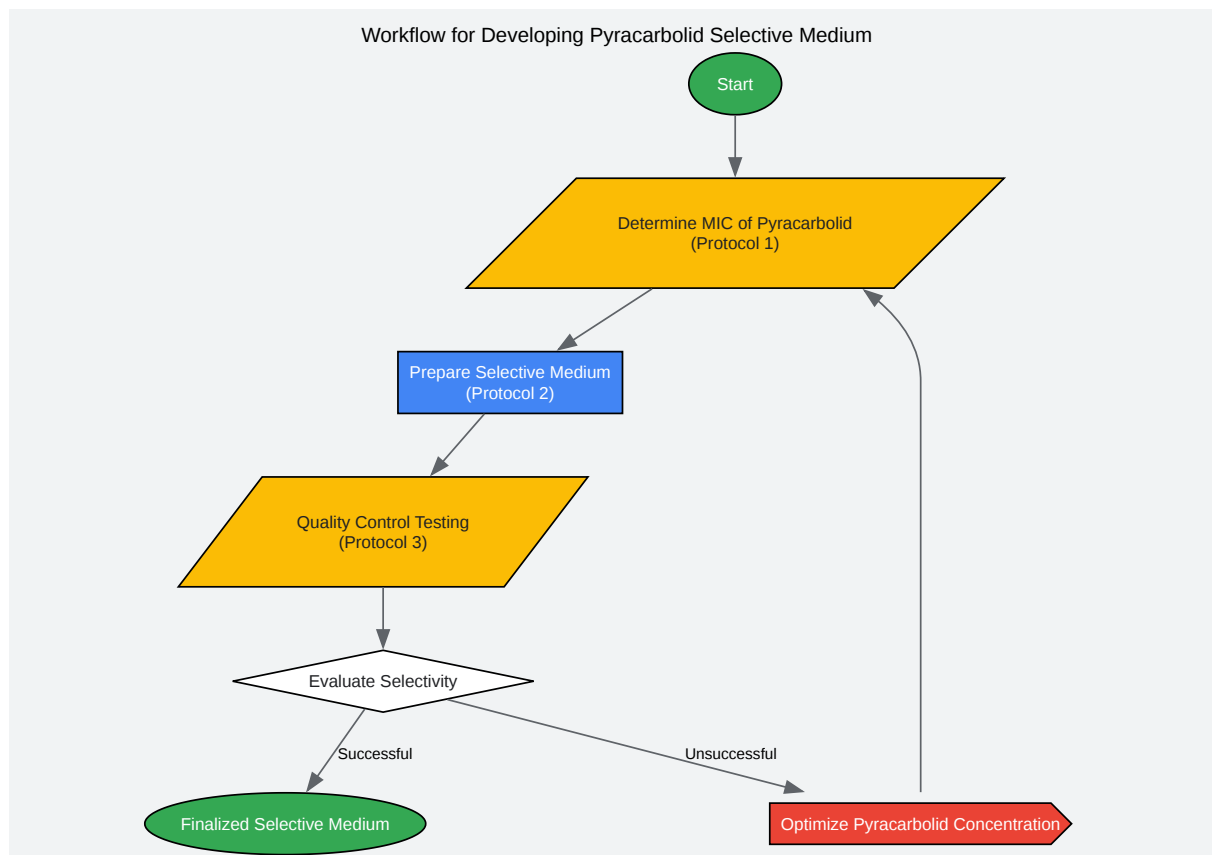 Workflow for Developing Pyracarbolid Selective Medium
Start
Determine MIC of Pyracarbolid
(Protocol 1)
Prepare Selective Medium
(Protocol 2)
Quality Control Testing
(Protocol 3)
Evaluate Selectivity
Successful
Unsuccessful
Finalized Selective Medium
Optimize Pyracarbolid Concentration